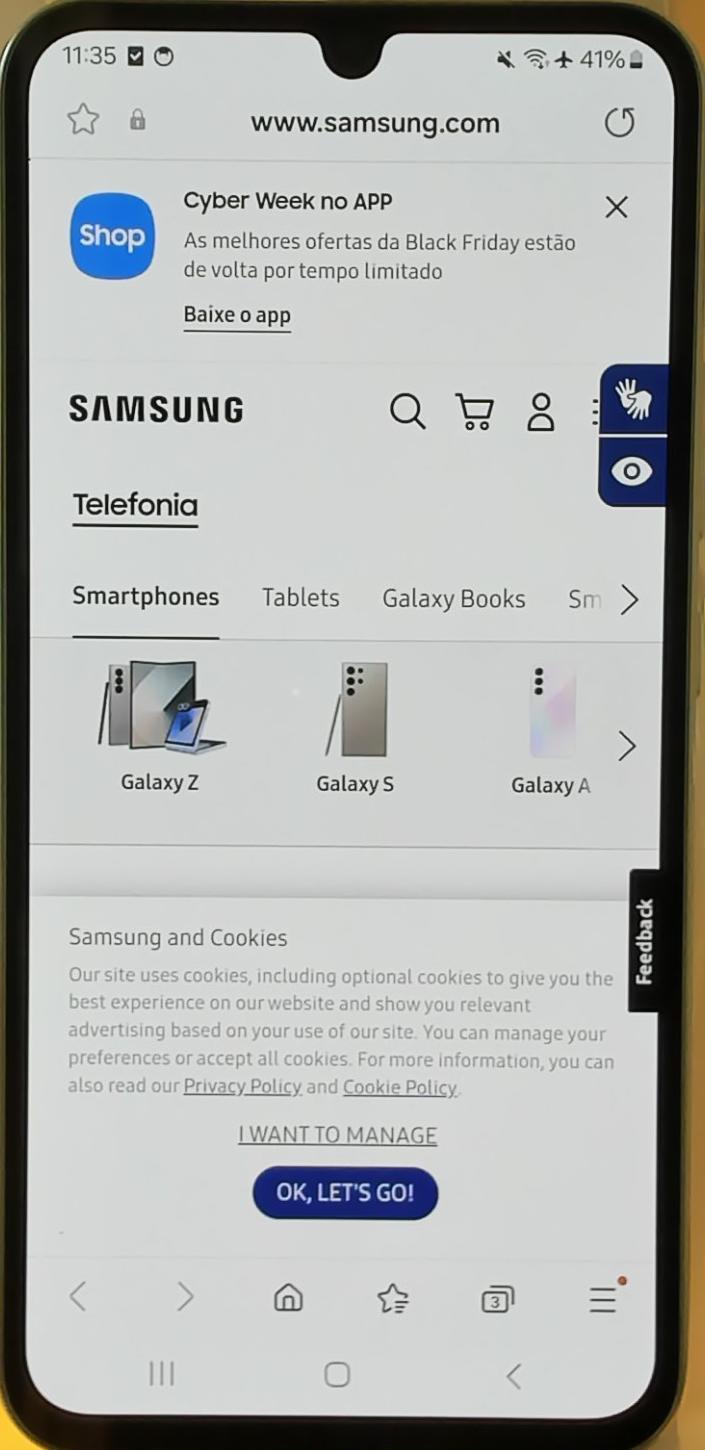 11:35
41%
www.samsung.com
Shop
Cyber Week no APP
As melhores ofertas da Black Friday estão
de volta por tempo limitado
Baixe o app
SAMSUNG
Telefonia
Smartphones Tablets Galaxy Books Sm
Galaxy Z Galaxy S Galaxy A
Feedback
Samsung and Cookies
Our site uses cookies, including optional cookies to give you the
best experience on our website and show you relevant
advertising based on your use of our site. You can manage your
preferences or accept all cookies. For more information, you can
also read our Privacy Policy and Cookie Policy.
I WANT TO MANAGE
OK, LET'S GO!
3